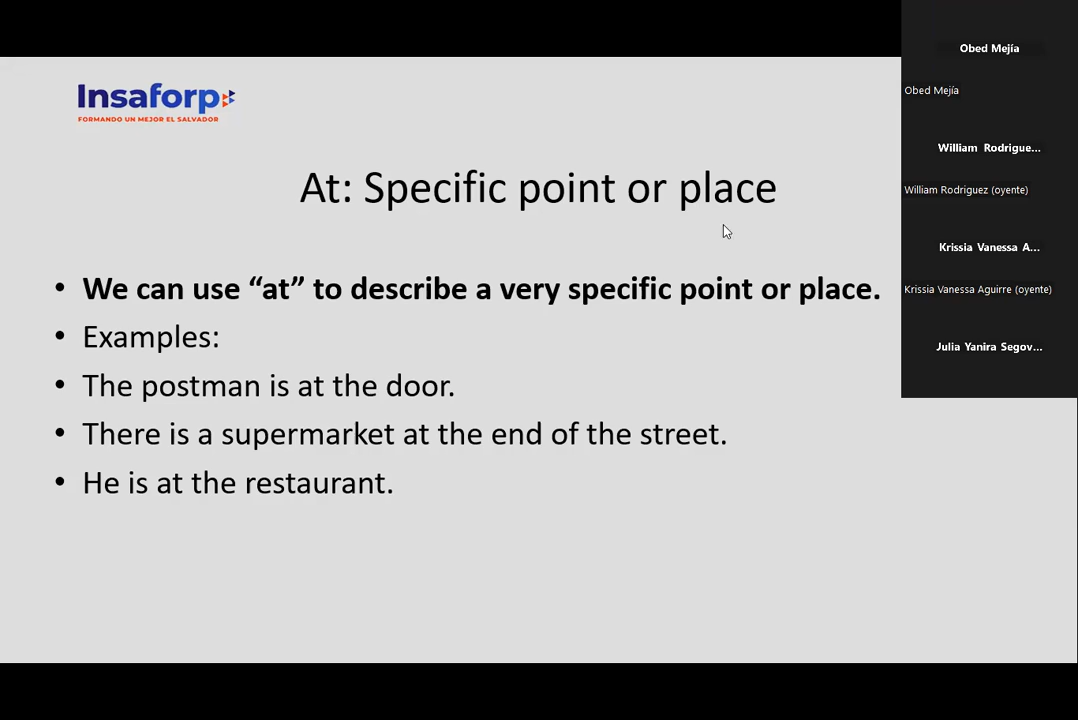 Insaforp
FORMANDO UN MEJOR EL SALVADOR
At: Specific point or place
• We can use “at” to describe a very specific point or place.
• Examples:
• The postman is at the door.
• There is a supermarket at the end of the street.
• He is at the restaurant.
Obed Mejía
Obed Mejía
William Rodrigue...
William Rodriguez (oyente)
Krissia Vanessa A...
Krissia Vanessa Aguirre (oyente)
Julia Yanira Segov...